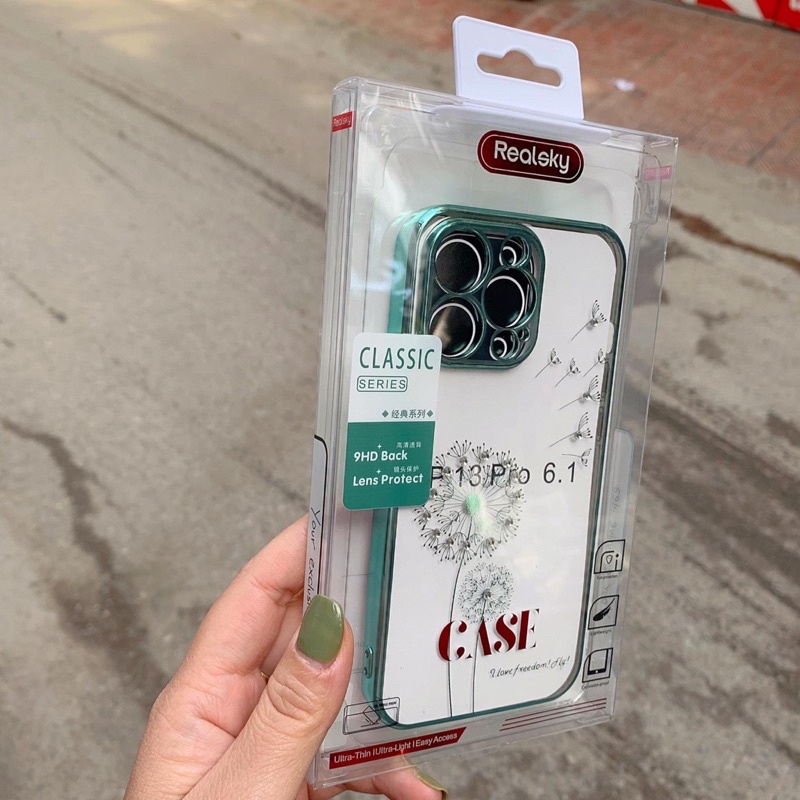 Realsky
Realsky
CLASSIC
SERIES
经典系列
高清透背
9HD Back
镜头保护
Lens Protect
P 13 Pro 6.1
CASE
I love freedom! Fly!
Your
Ultra-Thin | Ultra-Light | Easy Access